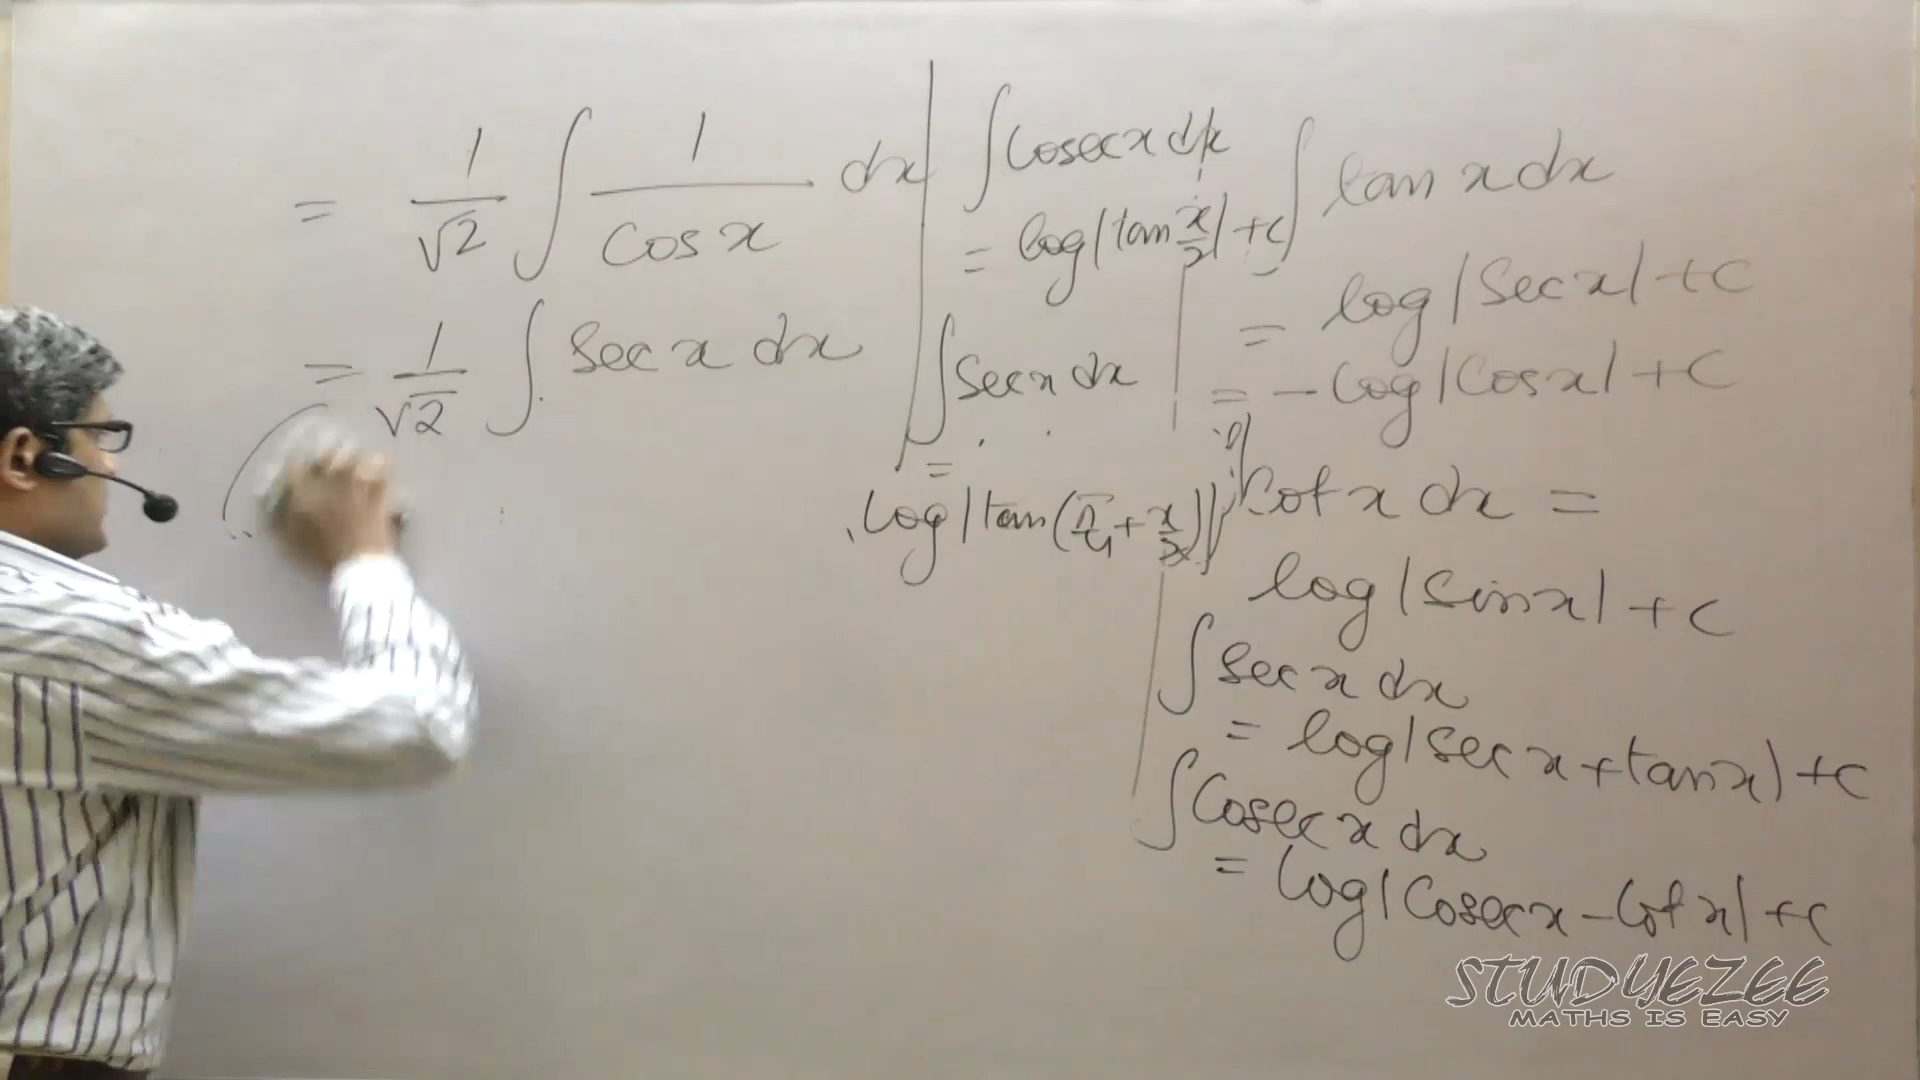 = 1/√2 ∫ 1/cos x dx
= 1/√2 ∫ sec x dx
∫ Cosec x dx
= log|tan x/2| + c
∫ Sec x dx
=
log|tan(π/4 + x/2)|
∫ tan x dx
= log|Sec x| + c
= -log|Cos x| + c
∫ Cot x dx =
log|Sin x| + c
∫ Sec x dx
= log|Sec x + tan x| + c
∫ Cosec x dx
= log|Cosec x - Cot x| + c
STUDYEZEE
MATHS IS EASY